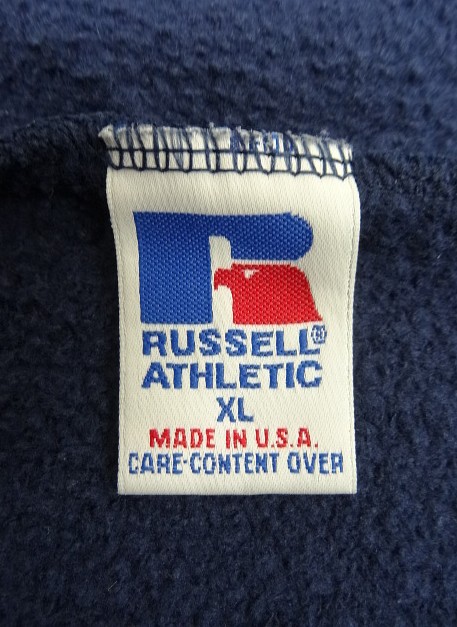 RUSSELL®
ATHLETIC
XL
MADE IN U.S.A.
CARE-CONTENT OVER